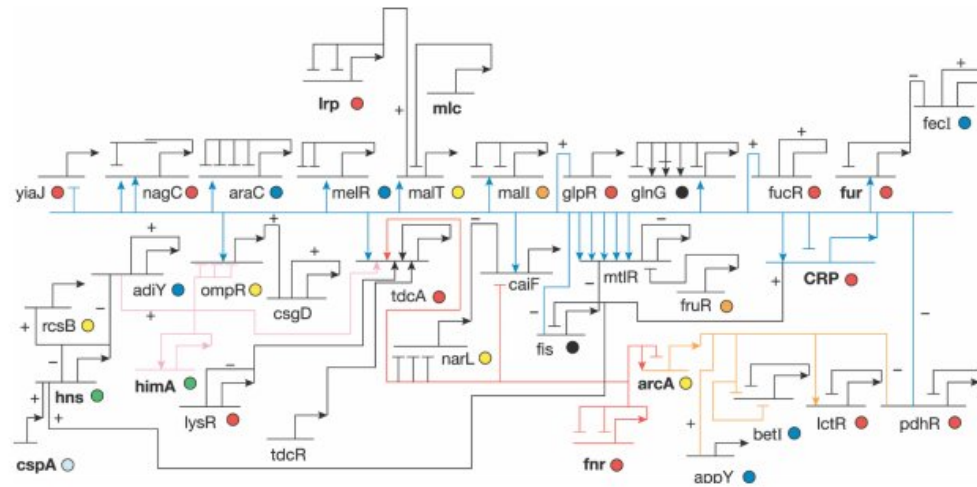 lrp
mlc
fecI
yiaJ nagC araC melR malT malI glpR glnG fucR fur
adiY ompR csgD tdcA caiF mtlR fruR CRP
rcsB
hns himA lysR narL fis arcA
tdcR
cspA
fnr
betI lctR pdhR
appY
+
+
+
+
+
+
+
+
+
+
+
+
+
+
–
–
–
–
–
–
–
–
–